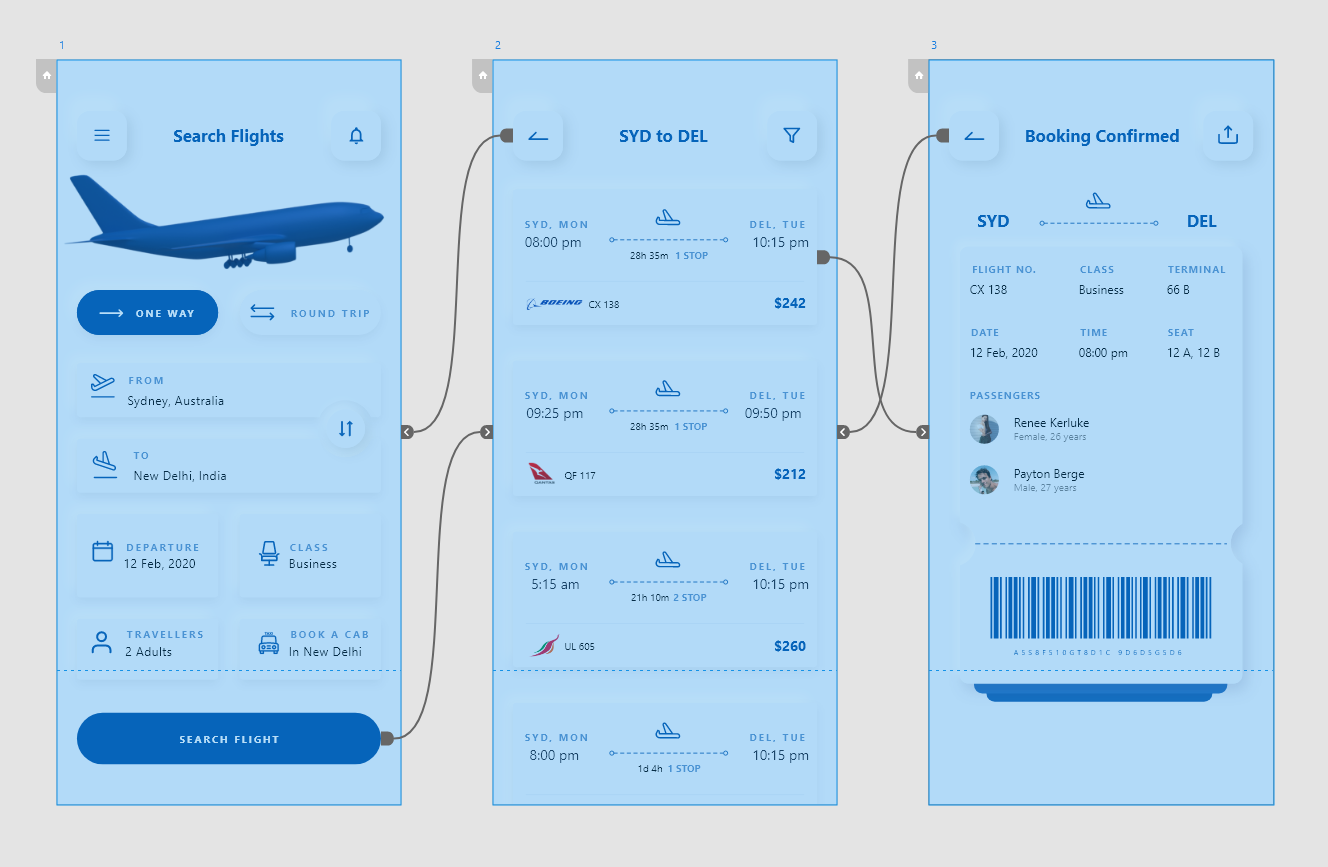 1
Search Flights
ONE WAY
ROUND TRIP
FROM
Sydney, Australia
TO
New Delhi, India
DEPARTURE
12 Feb, 2020
CLASS
Business
TRAVELLERS
2 Adults
BOOK A CAB
In New Delhi
SEARCH FLIGHT
2
SYD to DEL
SYD, MON
DEL, TUE
08:00 pm
10:15 pm
28h 35m 1 STOP
BOEING CX 138
$242
SYD, MON
DEL, TUE
09:25 pm
09:50 pm
28h 35m 1 STOP
QANTAS QF 117
$212
SYD, MON
DEL, TUE
5:15 am
10:15 pm
21h 10m 2 STOP
UL 605
$260
SYD, MON
DEL, TUE
8:00 pm
10:15 pm
1d 4h 1 STOP
3
Booking Confirmed
SYD
DEL
FLIGHT NO. CLASS TERMINAL
CX 138 Business 66 B
DATE TIME SEAT
12 Feb, 2020 08:00 pm 12 A, 12 B
PASSENGERS
Renee Kerluke
Female, 26 years
Payton Berge
Male, 27 years